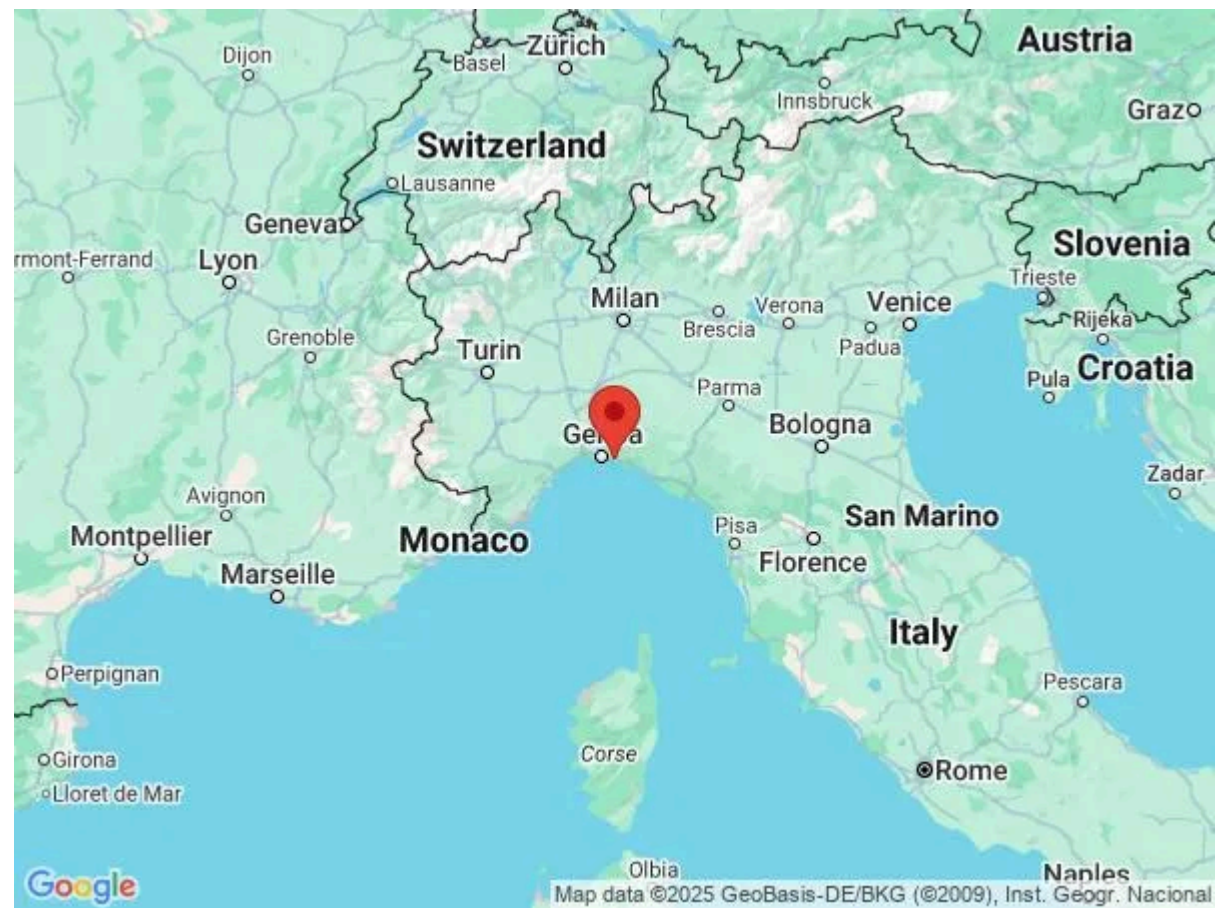 Dijon
Basel
Zürich
Austria
Innsbruck
Graz
Switzerland
Lausanne
Geneva
rmont-Ferrand
Lyon
Slovenia
Trieste
Milan
Brescia
Verona
Venice
Padua
Rijeka
Grenoble
Turin
Parma
Pula
Croatia
Bologna
Zadar
Avignon
Montpellier
Monaco
Pisa
San Marino
Florence
Marseille
Italy
Perpignan
Pescara
Girona
Corse
Rome
Lloret de Mar
Olbia
Naples
Google
Map data ©2025 GeoBasis-DE/BKG (©2009), Inst. Geogr. Nacional